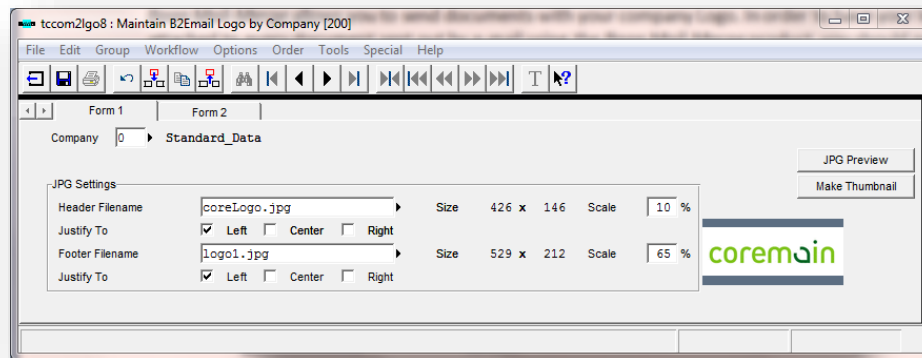 tccom2lgo8 : Maintain B2Email Logo by Company [200]
File Edit Group Workflow Options Order Tools Special Help
T ?
Form 1 Form 2
Company 0 Standard_Data
JPG Preview
Make Thumbnail
JPG Settings
Header Filename coreLogo.jpg Size 426 x 146 Scale 10 %
Justify To Left Center Right
Footer Filename logo1.jpg Size 529 x 212 Scale 65 %
Justify To Left Center Right
coremain